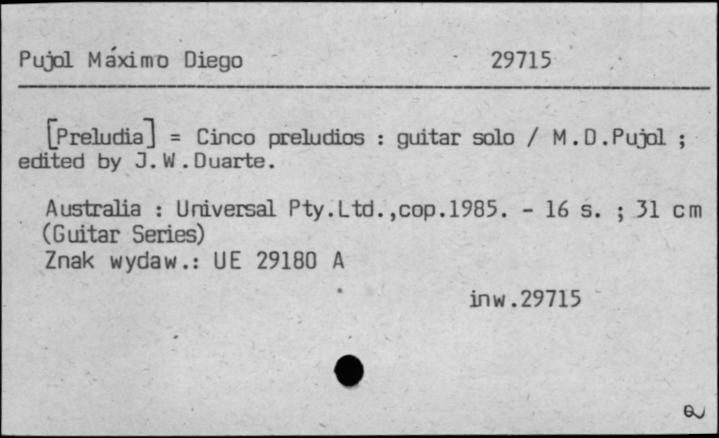 Pujol Máximo Diego 29715
[Preludia] = Cinco preludios : guitar solo / M.D.Pujol ;
edited by J.W.Duarte.
Australia : Universal Pty.Ltd.,cop.1985. - 16 s. ; 31 cm
(Guitar Series)
Znak wydaw.: UE 29180 A
inw.29715